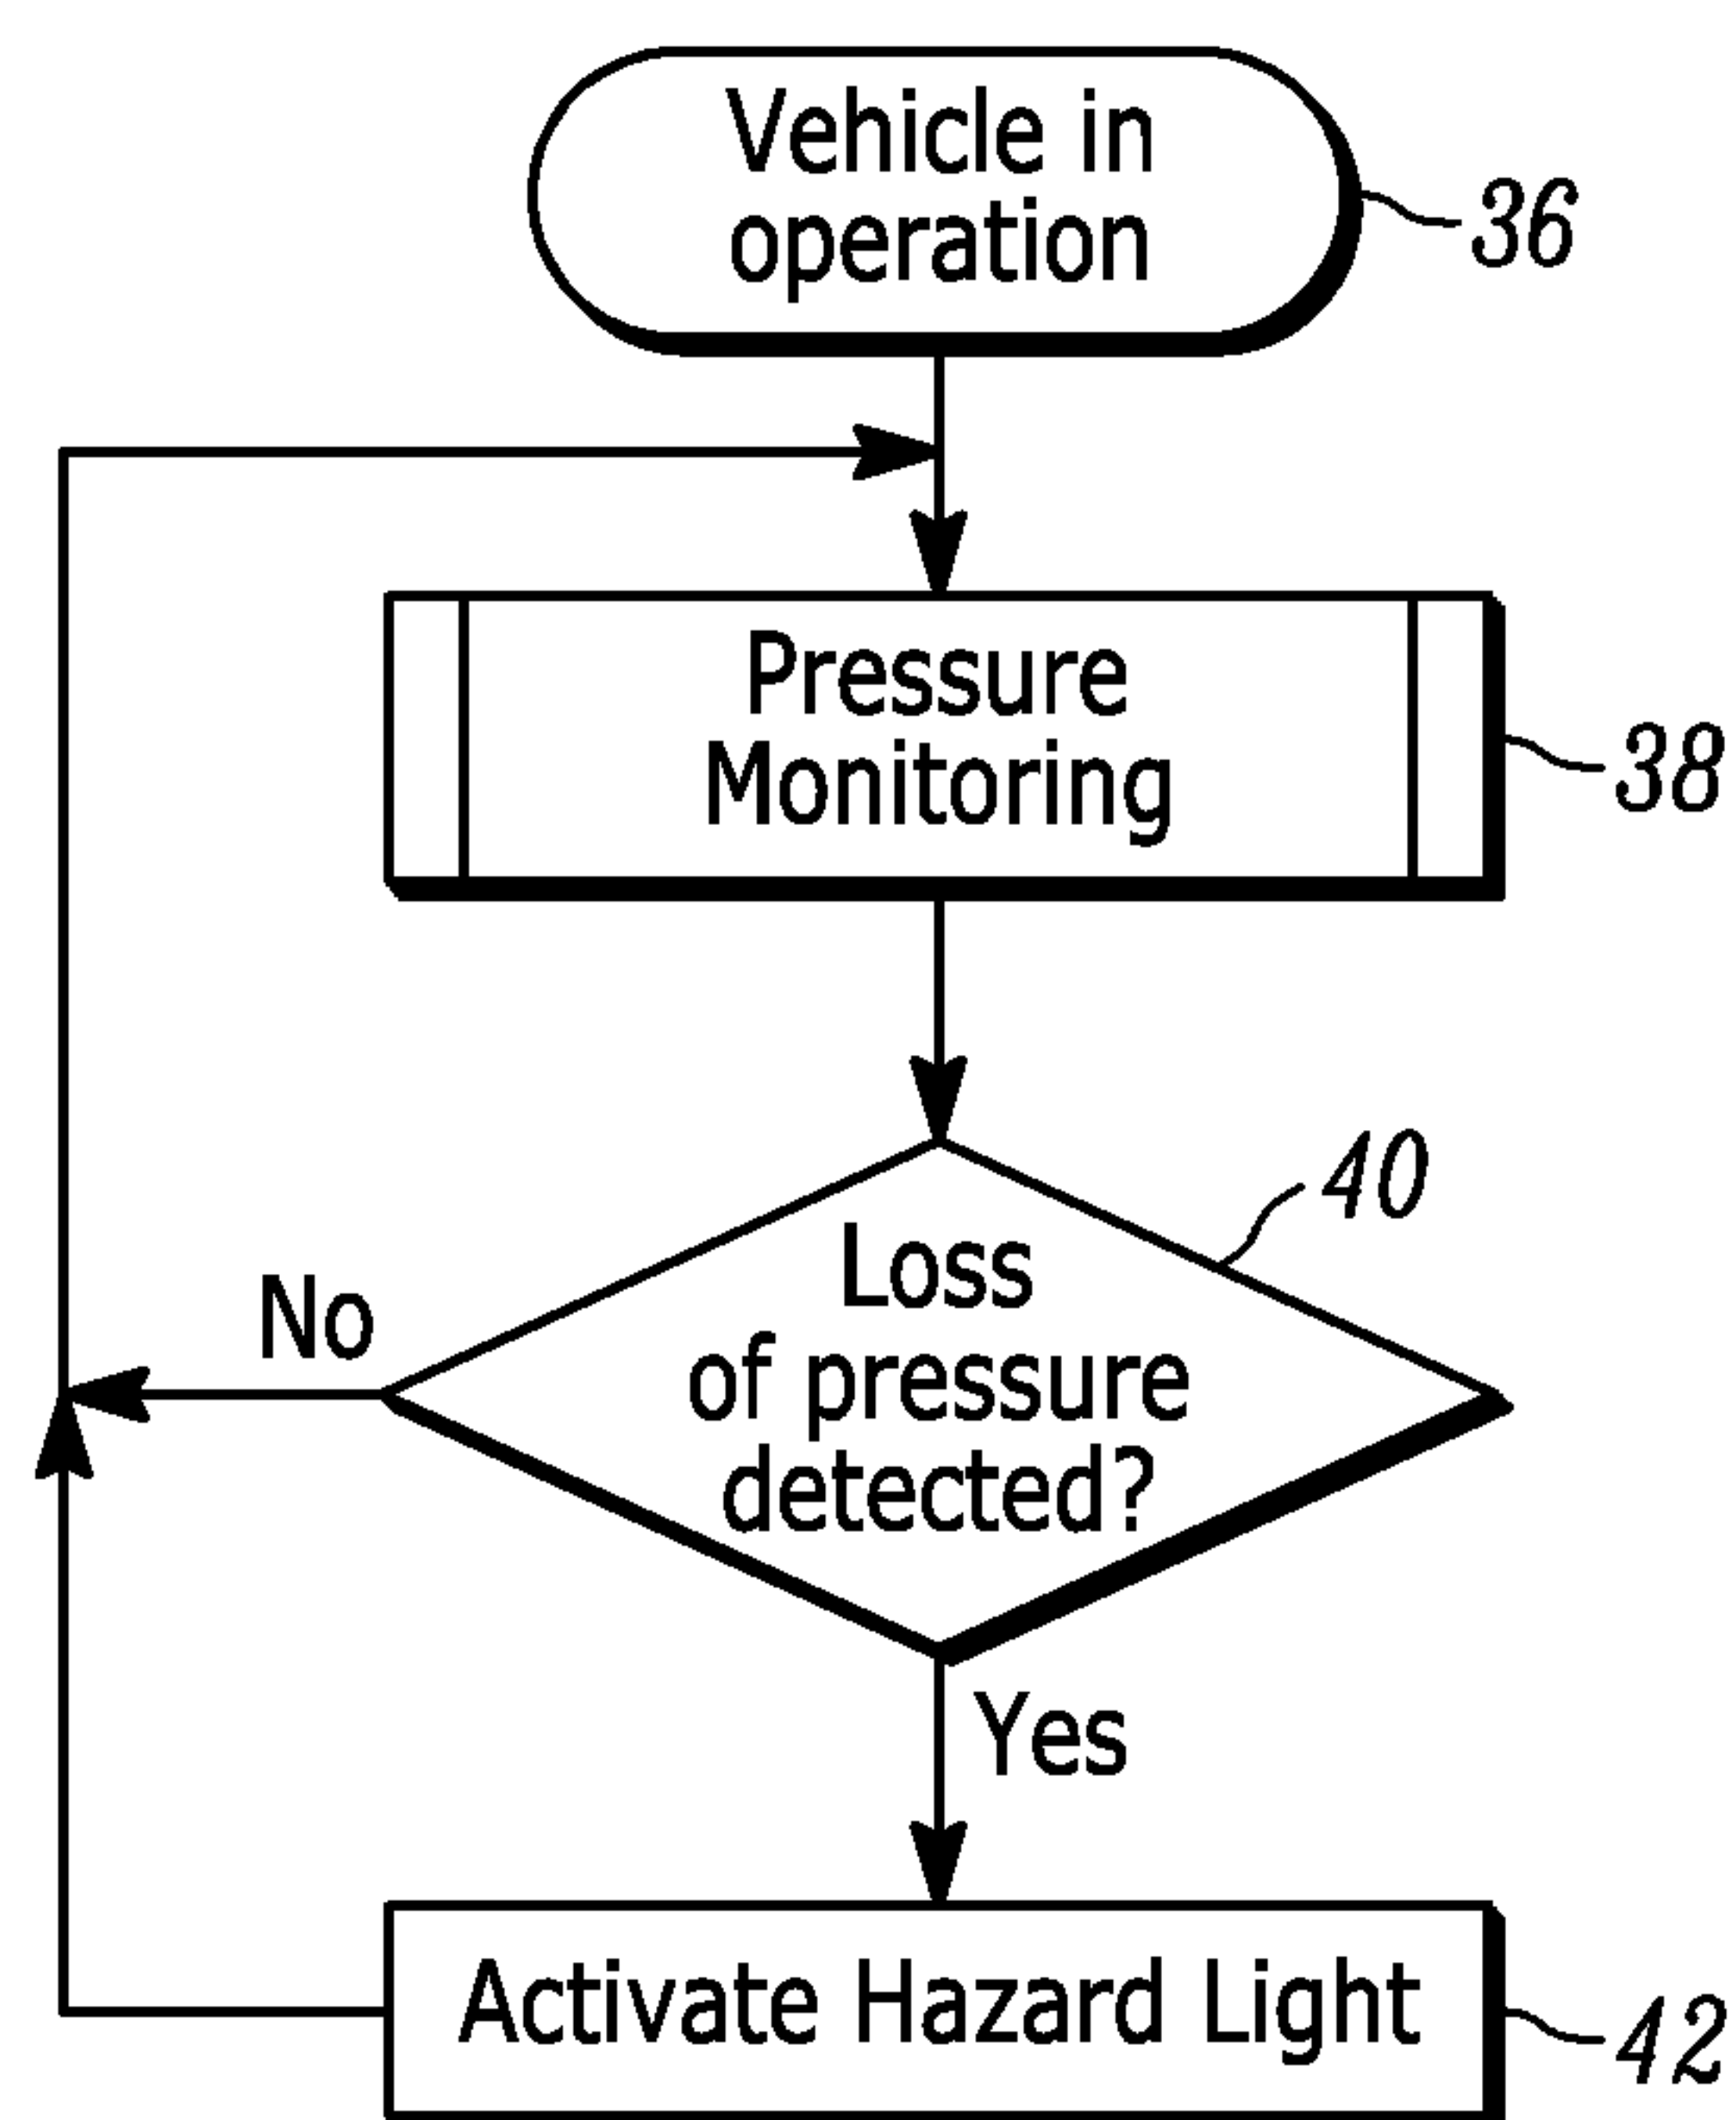 Vehicle in
operation
36
Pressure
Monitoring
38
40
Loss
of pressure
detected?
No
Yes
Activate Hazard Light
42